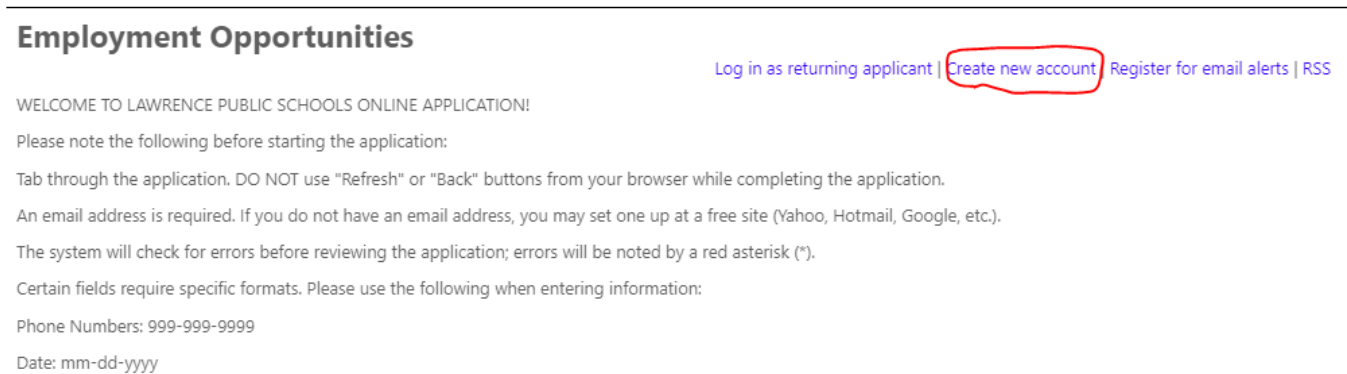 Employment Opportunities
Log in as returning applicant | Create new account | Register for email alerts | RSS
WELCOME TO LAWRENCE PUBLIC SCHOOLS ONLINE APPLICATION!
Please note the following before starting the application:
Tab through the application. DO NOT use "Refresh" or "Back" buttons from your browser while completing the application.
An email address is required. If you do not have an email address, you may set one up at a free site (Yahoo, Hotmail, Google, etc.).
The system will check for errors before reviewing the application; errors will be noted by a red asterisk (*).
Certain fields require specific formats. Please use the following when entering information:
Phone Numbers: 999-999-9999
Date: mm-dd-yyyy